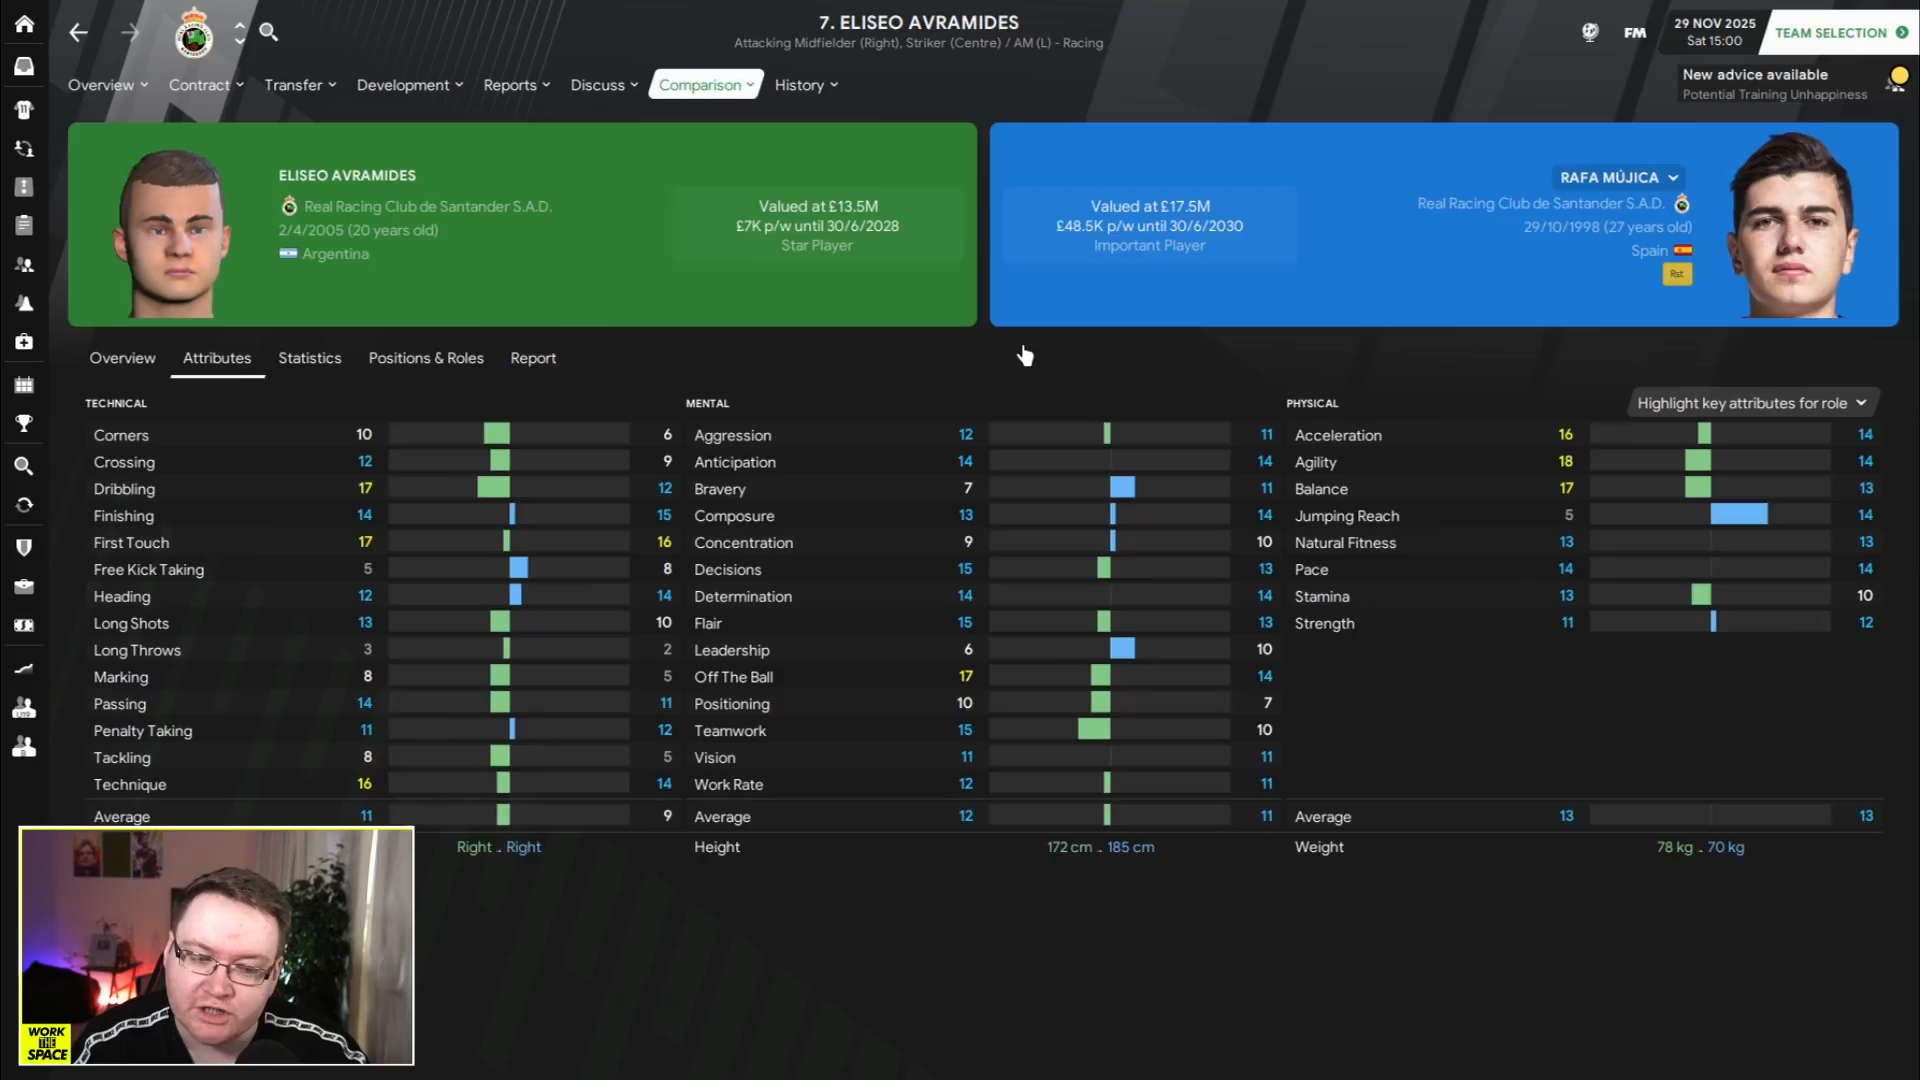 7. ELISEO AVRAMIDES
Attacking Midfielder (Right), Striker (Centre) / AM (L) - Racing
FM
29 NOV 2025
Sat 15:00
TEAM SELECTION
Overview
Contract
Transfer
Development
Reports
Discuss
Comparison
History
New advice available
Potential Training Unhappiness
ELISEO AVRAMIDES
Real Racing Club de Santander S.A.D.
2/4/2005 (20 years old)
Argentina
Valued at £13.5M
£7K p/w until 30/6/2028
Star Player
Valued at £17.5M
£48.5K p/w until 30/6/2030
Important Player
RAFA MÚJICA
Real Racing Club de Santander S.A.D.
29/10/1998 (27 years old)
Spain
Rst
Overview
Attributes
Statistics
Positions & Roles
Report
TECHNICAL
Corners 10 6
Crossing 12 9
Dribbling 17 12
Finishing 14 15
First Touch 17 16
Free Kick Taking 5 8
Heading 12 14
Long Shots 13 10
Long Throws 3 2
Marking 8 5
Passing 14 11
Penalty Taking 11 12
Tackling 8 5
Technique 16 14
Average 11 9
Right - Right
MENTAL
Aggression 12 11
Anticipation 14 14
Bravery 7 11
Composure 13 14
Concentration 9 10
Decisions 15 13
Determination 14 14
Flair 15 13
Leadership 6 10
Off The Ball 17 14
Positioning 10 7
Teamwork 15 10
Vision 11 11
Work Rate 12 11
Average 12 11
Height 172 cm - 185 cm
PHYSICAL
Highlight key attributes for role
Acceleration 16 14
Agility 18 14
Balance 17 13
Jumping Reach 5 14
Natural Fitness 13 13
Pace 14 14
Stamina 13 10
Strength 11 12
Average 13 13
Weight 78 kg - 70 kg
WORK
THE
SPACE